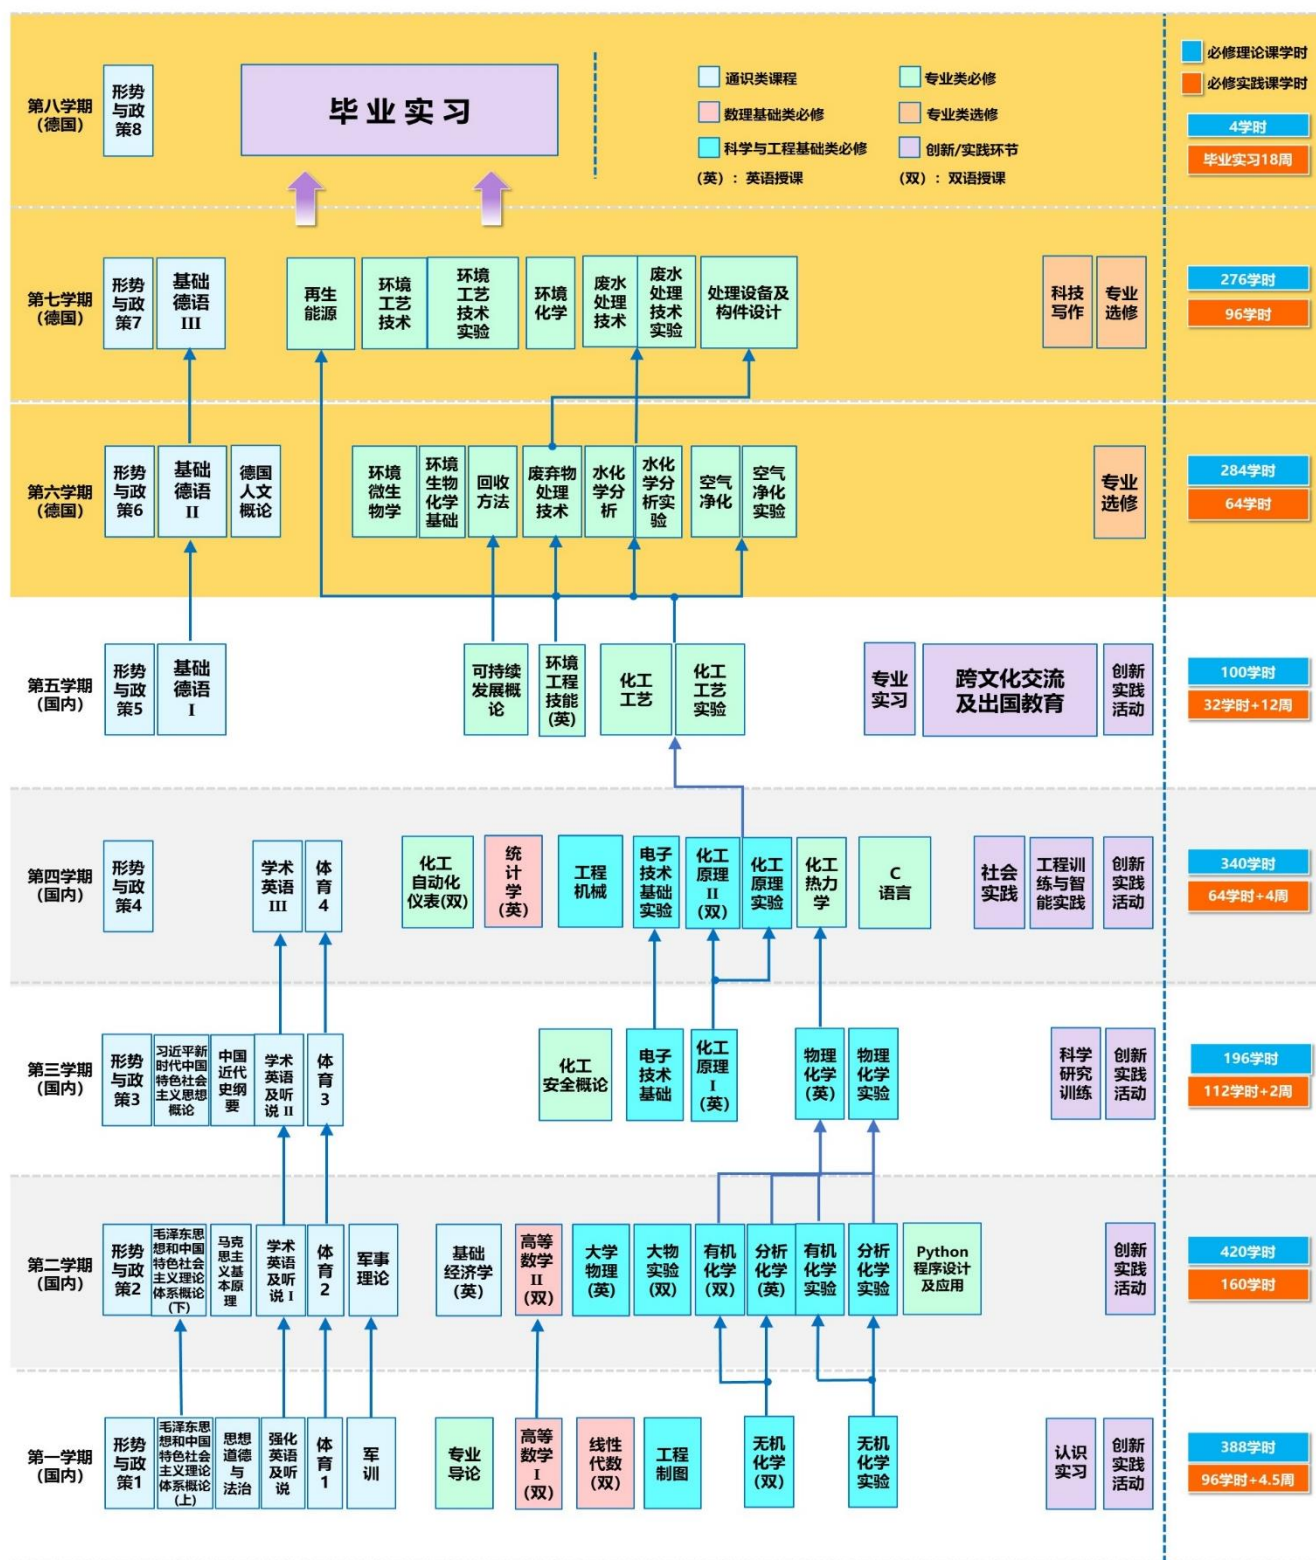 第八学期
(德国)
形势
与政
策8
毕业实习
通识类课程
专业类必修
数理基础类必修
专业类选修
科学与工程基础类必修
创新/实践环节
(英)：英语授课
(双)：双语授课
必修理论课学时
必修实践课学时
4学时
毕业实习18周
第七学期
(德国)
形势
与政
策7
基础
德语
III
再生
能源
环境
工艺
技术
环境
工艺
技术
实验
环境
化学
废水
处理
技术
废水
处理
技术
实验
处理设备及
构件设计
科技
写作
专业
选修
276学时
96学时
第六学期
(德国)
形势
与政
策6
基础
德语
II
德国
人文
概论
环境
微生
物学
环境
生物
化学
基础
回收
方法
废弃物
处理
技术
水化
学分
析
水化
学分
析实
验
空气
净化
空气
净化
实验
专业
选修
284学时
64学时
第五学期
(国内)
形势
与政
策5
基础
德语
I
可持续
发展概
论
环境
工程
技能
(英)
化工
工艺
化工
工艺
实验
专业
实习
跨文化交流
及出国教育
创新
实践
活动
100学时
32学时+12周
第四学期
(国内)
形势
与政
策4
学术
英语
III
体
育
4
化工
自动化
仪表(双)
统
计
学
(英)
工程
机械
电子
技术
基础
实验
化工
原理
II
(双)
化工
原理
实验
化工
热力
学
C
语言
社会
实践
工程训
练与智
能实践
创新
实践
活动
340学时
64学时+4周
第三学期
(国内)
形势
与政
策3
习近平新
时代中国
特色社会
主义思想
概论
中国
近代
史纲
要
学术
英语
及听
说 II
体
育
3
化工
安全概论
电子
技术
基础
化工
原理
I
(英)
物理
化学
(英)
物理
化学
实验
科学
研究
训练
创新
实践
活动
196学时
112学时+2周
第二学期
(国内)
形势
与政
策2
毛泽东思
想和中国
特色社会
主义理论
体系概论
(下)
马克
思主
义基
本原
理
学术
英语
及听
说 I
体
育
2
军事
理论
基础
经济学
(英)
高等
数学
II
(双)
大学
物理
(英)
大物
实验
(双)
有机
化学
(双)
分析
化学
(英)
有机
化学
实验
分析
化学
实验
Python
程序设计
及应用
创新
实践
活动
420学时
160学时
第一学期
(国内)
形势
与政
策1
毛泽东思
想和中国
特色社会
主义理论
体系概论
(上)
思想
道德
与
法治
强化
英语
及听
说
体
育
1
军
训
专业
导论
高等
数学
I
(双)
线性
代数
(双)
工程
制图
无机
化学
(双)
无机
化学
实验
认识
实习
创新
实践
活动
388学时
96学时+4.5周